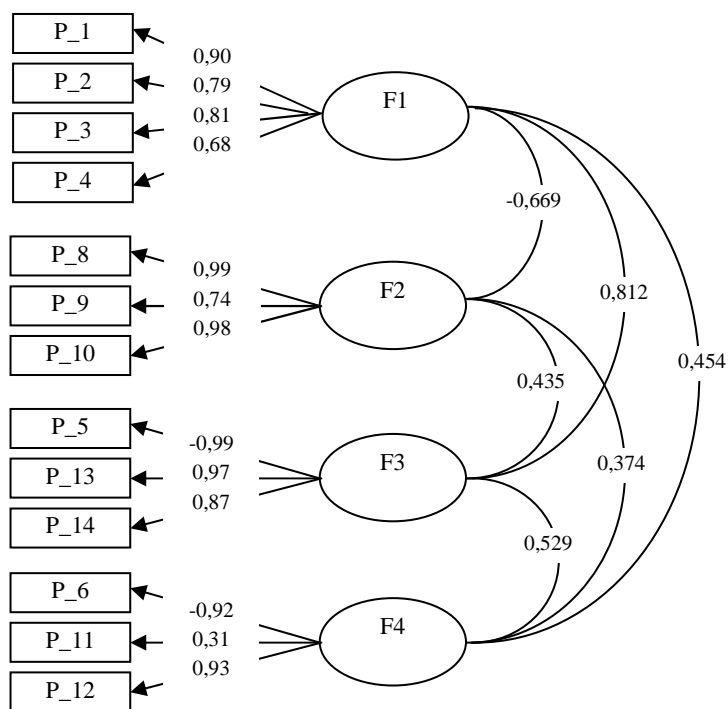 P_1
P_2
P_3
P_4
0,90
0,79
0,81
0,68
F1
-0,669
P_8
P_9
P_10
0,99
0,74
0,98
F2
0,812
0,454
0,435
P_5
P_13
P_14
-0,99
0,97
0,87
F3
0,374
0,529
P_6
P_11
P_12
-0,92
0,31
0,93
F4